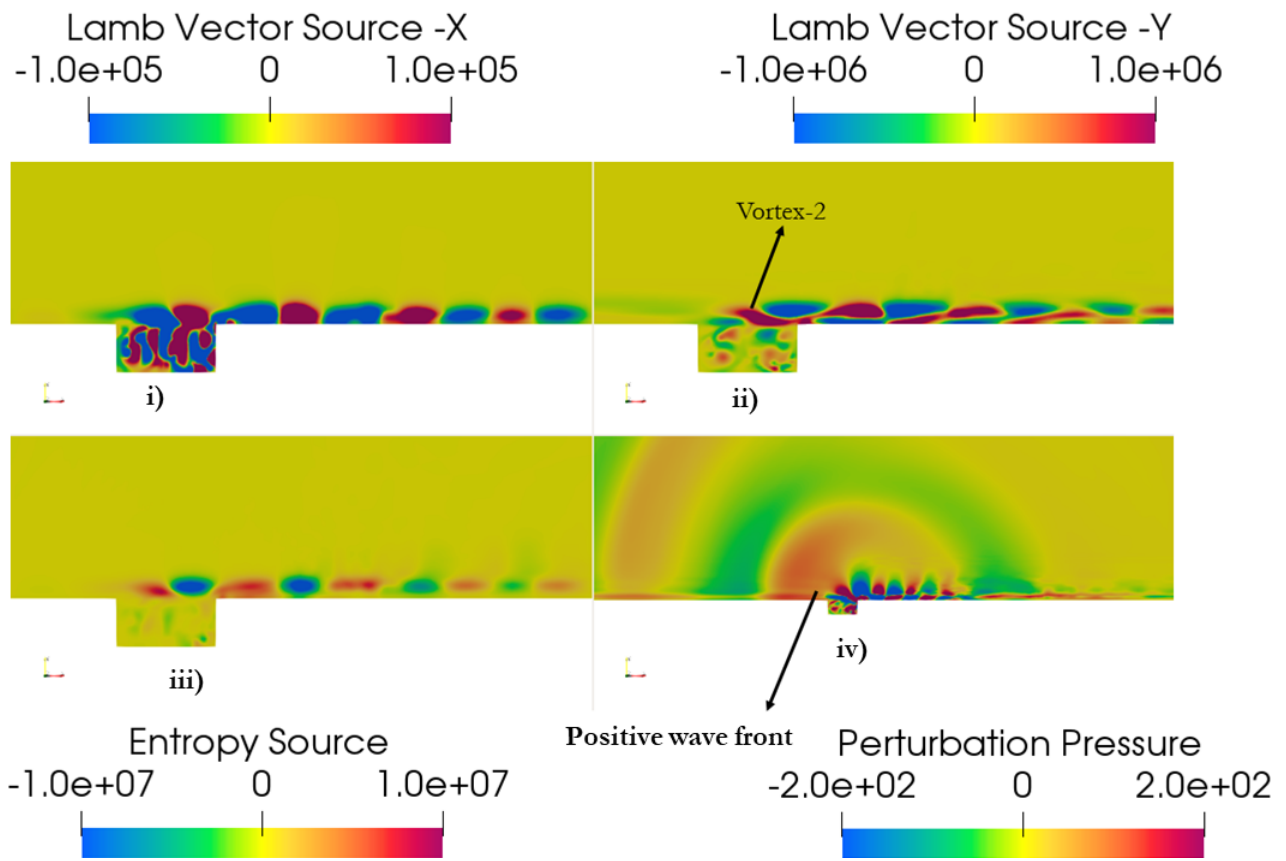 Lamb Vector Source -X
-1.0e+05 0 1.0e+05
Lamb Vector Source -Y
-1.0e+06 0 1.0e+06
Vortex-2
i)
ii)
iii)
iv)
Positive wave front
Entropy Source
-1.0e+07 0 1.0e+07
Perturbation Pressure
-2.0e+02 0 2.0e+02